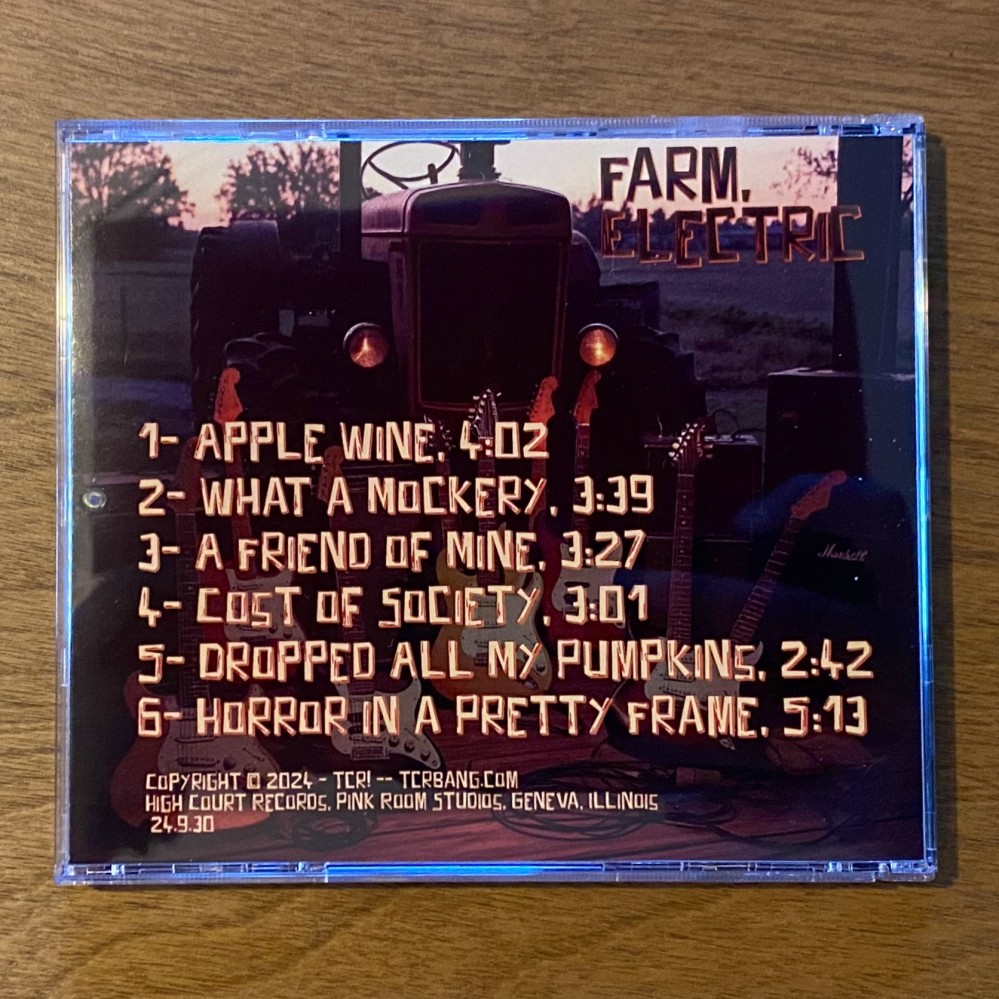 FARM,
ELECTRIC
1- APPLE WINE, 4:02
2- WHAT A MOCKERY, 3:39
3- A FRIEND OF MINE, 3:27
4- COST OF SOCIETY, 3:01
5- DROPPED ALL MY PUMPKINS, 2:42
6- HORROR IN A PRETTY FRAME, 5:13
Marshall
COPYRIGHT © 2024 - TCR! -- TCRBANG.COM
HIGH COURT RECORDS, PINK ROOM STUDIOS, GENEVA, ILLINOIS
24.9.30